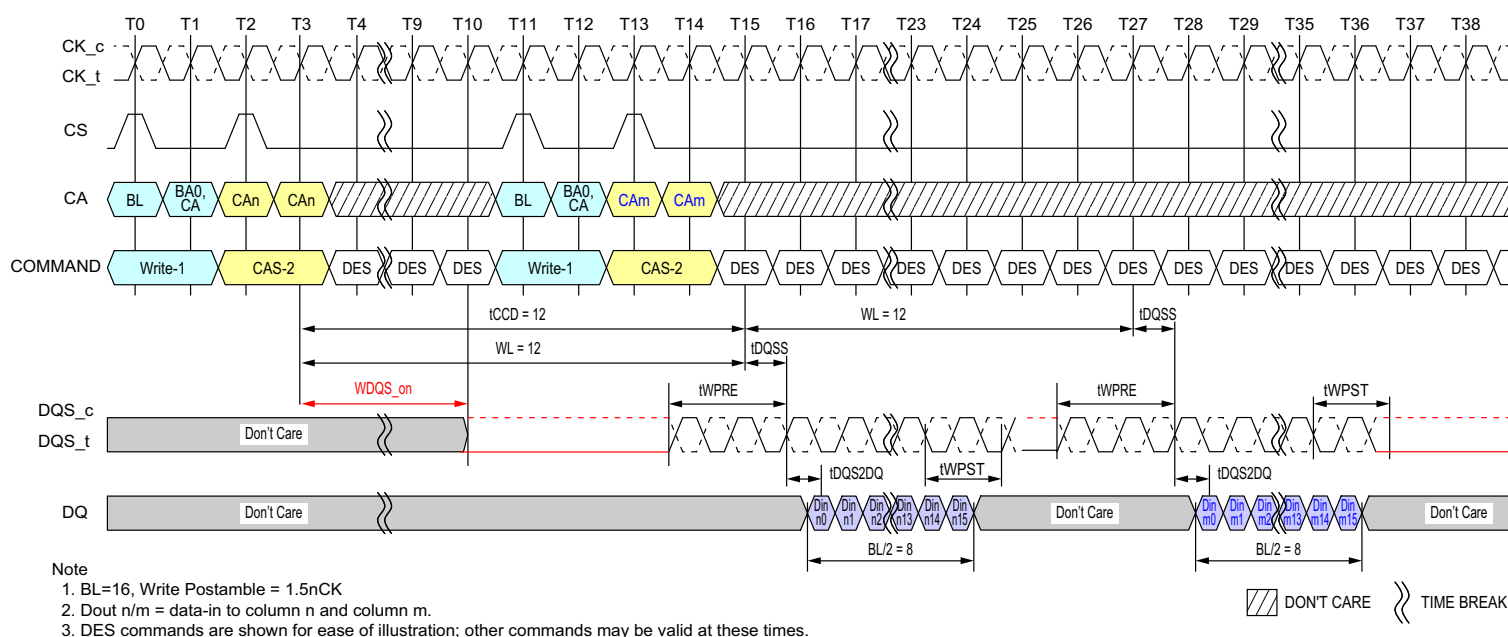 T0 T1 T2 T3 T4 T9 T10 T11 T12 T13 T14 T15 T16 T17 T23 T24 T25 T26 T27 T28 T29 T35 T36 T37 T38
CK_c
CK_t
CS
CA BL BA0, CA CAn CAn BL BA0, CA CAm CAm
COMMAND Write-1 CAS-2 DES DES DES Write-1 CAS-2 DES DES DES DES DES DES DES DES DES DES DES DES DES DES
tCCD = 12 WL = 12 tDQSS
WL = 12 tDQSS
WDQS_on tWPRE tWPRE tWPST
DQS_c
DQS_t Don't Care
tDQS2DQ tWPST tDQS2DQ
DQ Don't Care Din n0 Din n1 Din n2 Din n13 Din n14 Din n15 Don't Care Din m0 Din m1 Din m2 Din m13 Din m14 Din m15 Don't Care
BL/2 = 8 BL/2 = 8
Note
1. BL=16, Write Postamble = 1.5nCK
2. Dout n/m = data-in to column n and column m.
3. DES commands are shown for ease of illustration; other commands may be valid at these times.
DON'T CARE TIME BREAK